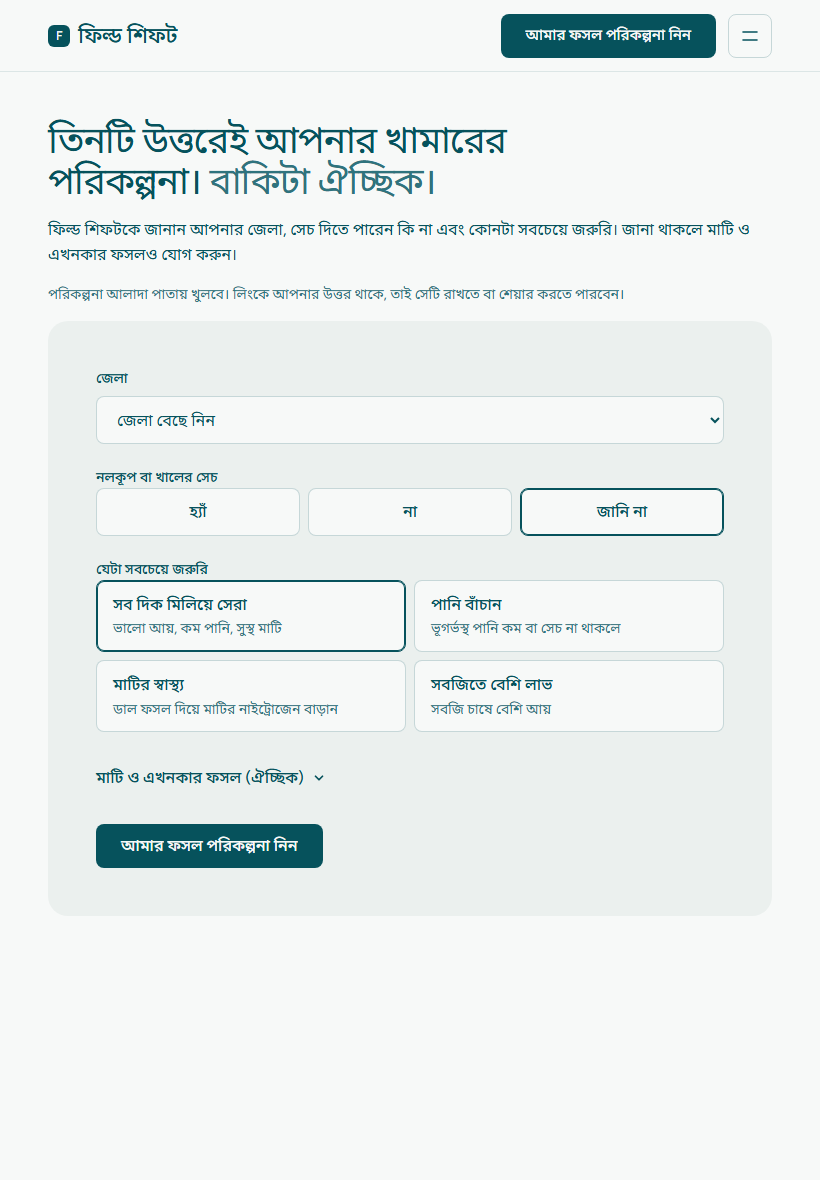 F ফিল্ড শিফট
আমার ফসল পরিকল্পনা নিন
তিনটি উত্তরেই আপনার খামারের
পরিকল্পনা। বাকিটা ঐচ্ছিক।
ফিল্ড শিফটকে জানান আপনার জেলা, সেচ দিতে পারেন কি না এবং কোনটা সবচেয়ে জরুরি। জানা থাকলে মাটি ও
এখনকার ফসলও যোগ করুন।
পরিকল্পনা আলাদা পাতায় খুলবে। লিংকে আপনার উত্তর থাকে, তাই সেটি রাখতে বা শেয়ার করতে পারবেন।
জেলা
জেলা বেছে নিন
নলকূপ বা খালের সেচ
হ্যাঁ
না
জানি না
যেটা সবচেয়ে জরুরি
সব দিক মিলিয়ে সেরা
ভালো আয়, কম পানি, সুস্থ মাটি
পানি বাঁচান
ভূগর্ভস্থ পানি কম বা সেচ না থাকলে
মাটির স্বাস্থ্য
ডাল ফসল দিয়ে মাটির নাইট্রোজেন বাড়ান
সবজিতে বেশি লাভ
সবজি চাষে বেশি আয়
মাটি ও এখনকার ফসল (ঐচ্ছিক)
আমার ফসল পরিকল্পনা নিন